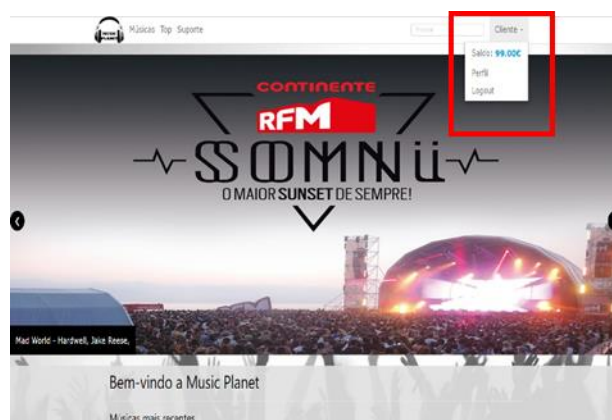 Músicas Top Suporte
Procurar
Cliente
Saldo: 99.00€
Perfil
Logout
CONTINENTE
RFM
SOMNii
O MAIOR SUNSET DE SEMPRE!
Mad World - Hardwell, Jake Reese,
Bem-vindo a Music Planet
Músicas mais recentes